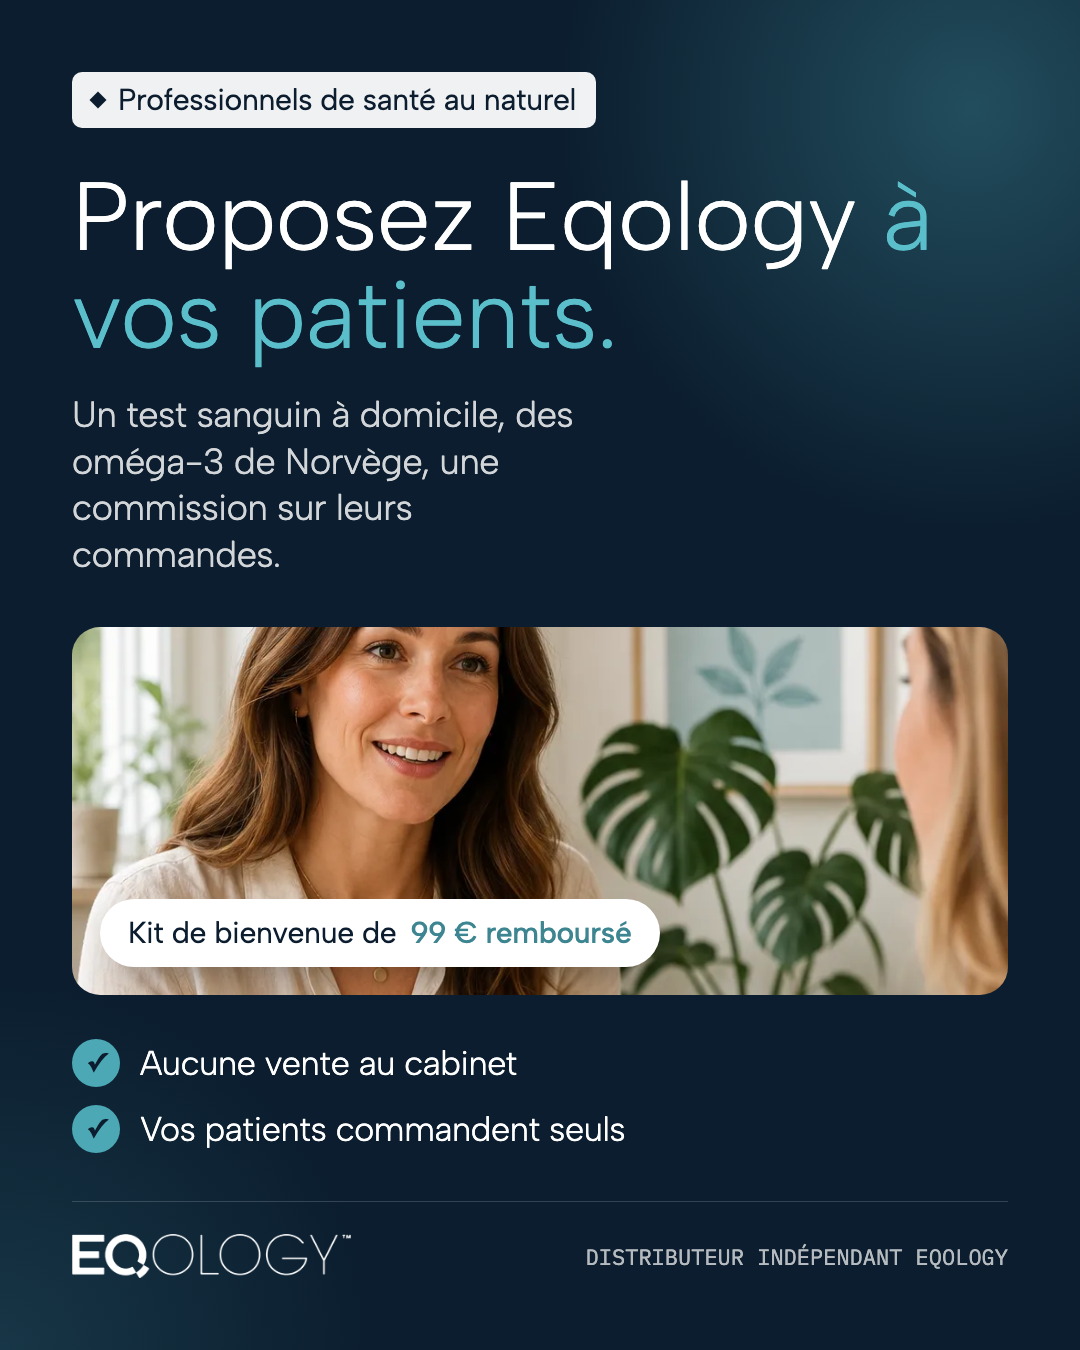 Professionnels de santé au naturel
Proposez Eqology à
vos patients.
Un test sanguin à domicile, des
oméga-3 de Norvège, une
commission sur leurs
commandes.
Kit de bienvenue de 99 € remboursé
Aucune vente au cabinet
Vos patients commandent seuls
EQOLOGY™
DISTRIBUTEUR INDÉPENDANT EQOLOGY